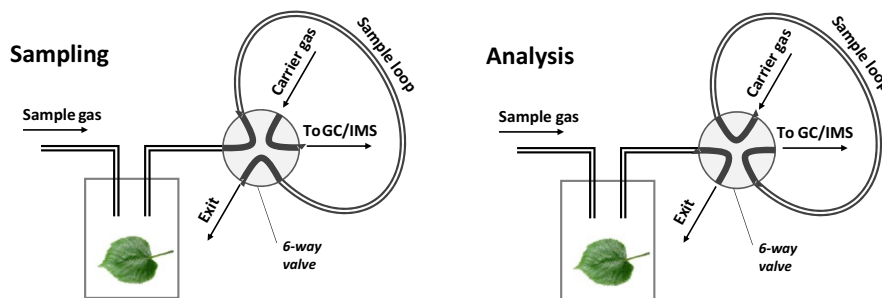 Sampling
Sample gas
Carrier gas
Sample loop
To GC/IMS
Exit
6-way
valve
Analysis
Sample gas
Carrier gas
Sample loop
To GC/IMS
Exit
6-way
valve